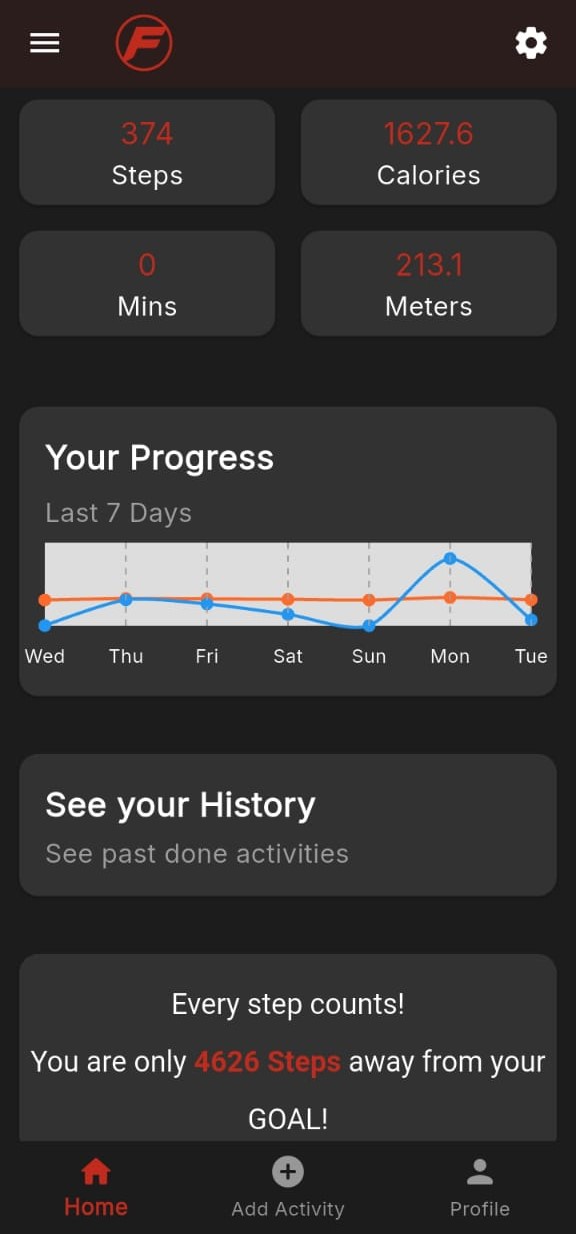 F
374
Steps
1627.6
Calories
0
Mins
213.1
Meters
Your Progress
Last 7 Days
Wed Thu Fri Sat Sun Mon Tue
See your History
See past done activities
Every step counts!
You are only 4626 Steps away from your
GOAL!
Home
Add Activity
Profile